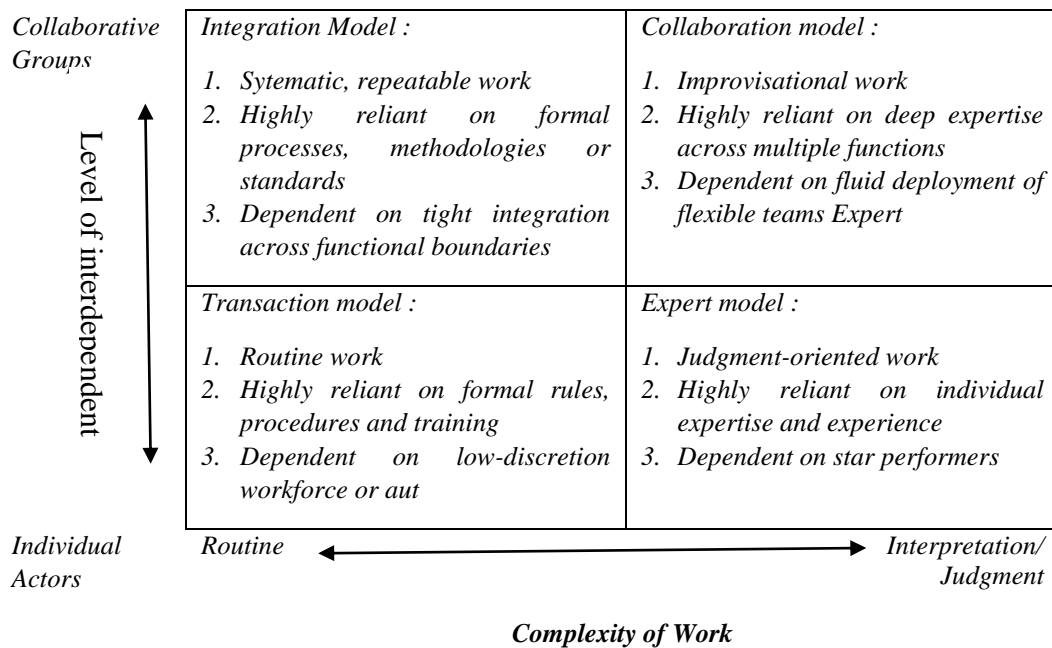 Collaborative
Groups
Level of interdependent
Integration Model :
1. Sytematic, repeatable work
2. Highly reliant on formal
processes, methodologies or
standards
3. Dependent on tight integration
across functional boundaries
Collaboration model :
1. Improvisational work
2. Highly reliant on deep expertise
across multiple functions
3. Dependent on fluid deployment of
flexible teams Expert
Transaction model :
1. Routine work
2. Highly reliant on formal rules,
procedures and training
3. Dependent on low-discretion
workforce or aut
Expert model :
1. Judgment-oriented work
2. Highly reliant on individual
expertise and experience
3. Dependent on star performers
Individual
Actors
Routine
Interpretation/
Judgment
Complexity of Work